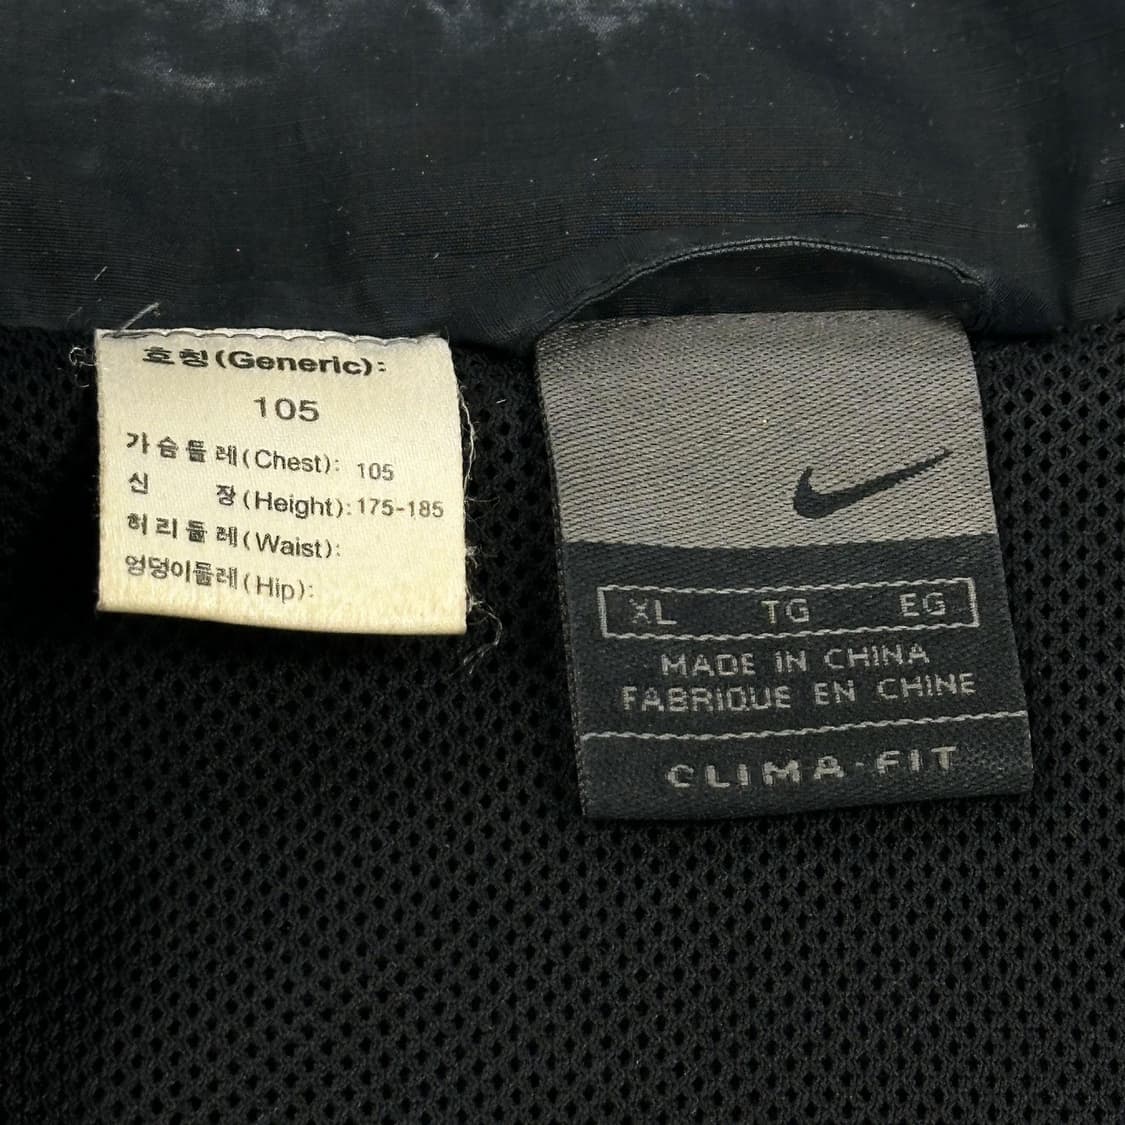 호칭(Generic):
105
가슴둘레(Chest): 105
신 장(Height):175-185
허리둘레(Waist):
엉덩이둘레(Hip):
XL TG EG
MADE IN CHINA
FABRIQUE EN CHINE
CLIMA-FIT